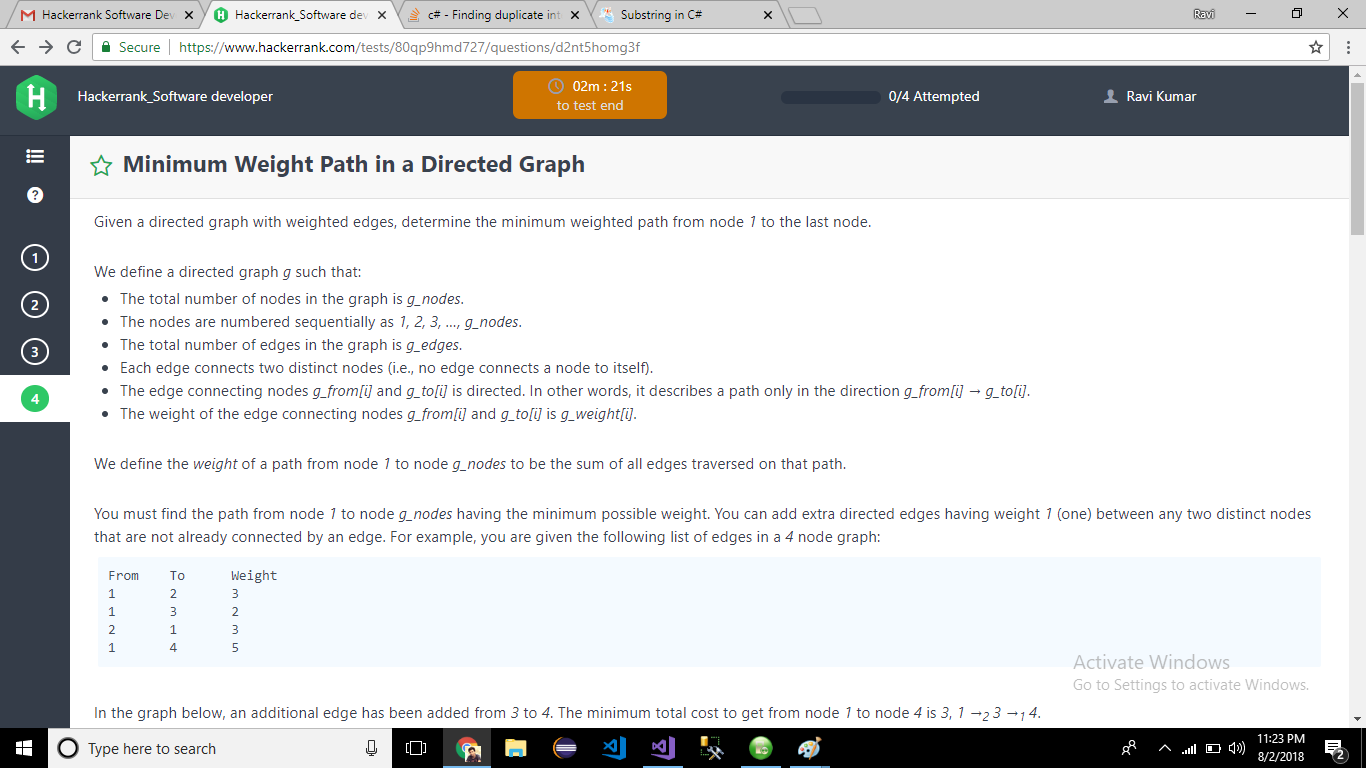 Hackerrank Software Dev
Hackerrank_Software dev
c# - Finding duplicate int
Substring in C#
Ravi
Secure
https://www.hackerrank.com/tests/80qp9hmd727/questions/d2nt5homg3f
H
Hackerrank_Software developer
02m : 21s
to test end
0/4 Attempted
Ravi Kumar
?
1
2
3
4
Minimum Weight Path in a Directed Graph
Given a directed graph with weighted edges, determine the minimum weighted path from node 1 to the last node.
We define a directed graph g such that:
• The total number of nodes in the graph is g_nodes.
• The nodes are numbered sequentially as 1, 2, 3, ..., g_nodes.
• The total number of edges in the graph is g_edges.
• Each edge connects two distinct nodes (i.e., no edge connects a node to itself).
• The edge connecting nodes g_from[i] and g_to[i] is directed. In other words, it describes a path only in the direction g_from[i] → g_to[i].
• The weight of the edge connecting nodes g_from[i] and g_to[i] is g_weight[i].
We define the weight of a path from node 1 to node g_nodes to be the sum of all edges traversed on that path.
You must find the path from node 1 to node g_nodes having the minimum possible weight. You can add extra directed edges having weight 1 (one) between any two distinct nodes
that are not already connected by an edge. For example, you are given the following list of edges in a 4 node graph:
From To Weight
1 2 3
1 3 2
2 1 3
1 4 5
In the graph below, an additional edge has been added from 3 to 4. The minimum total cost to get from node 1 to node 4 is 3, 1 →2 3 →1 4.
Activate Windows
Go to Settings to activate Windows.
Type here to search
11:23 PM
8/2/2018
2